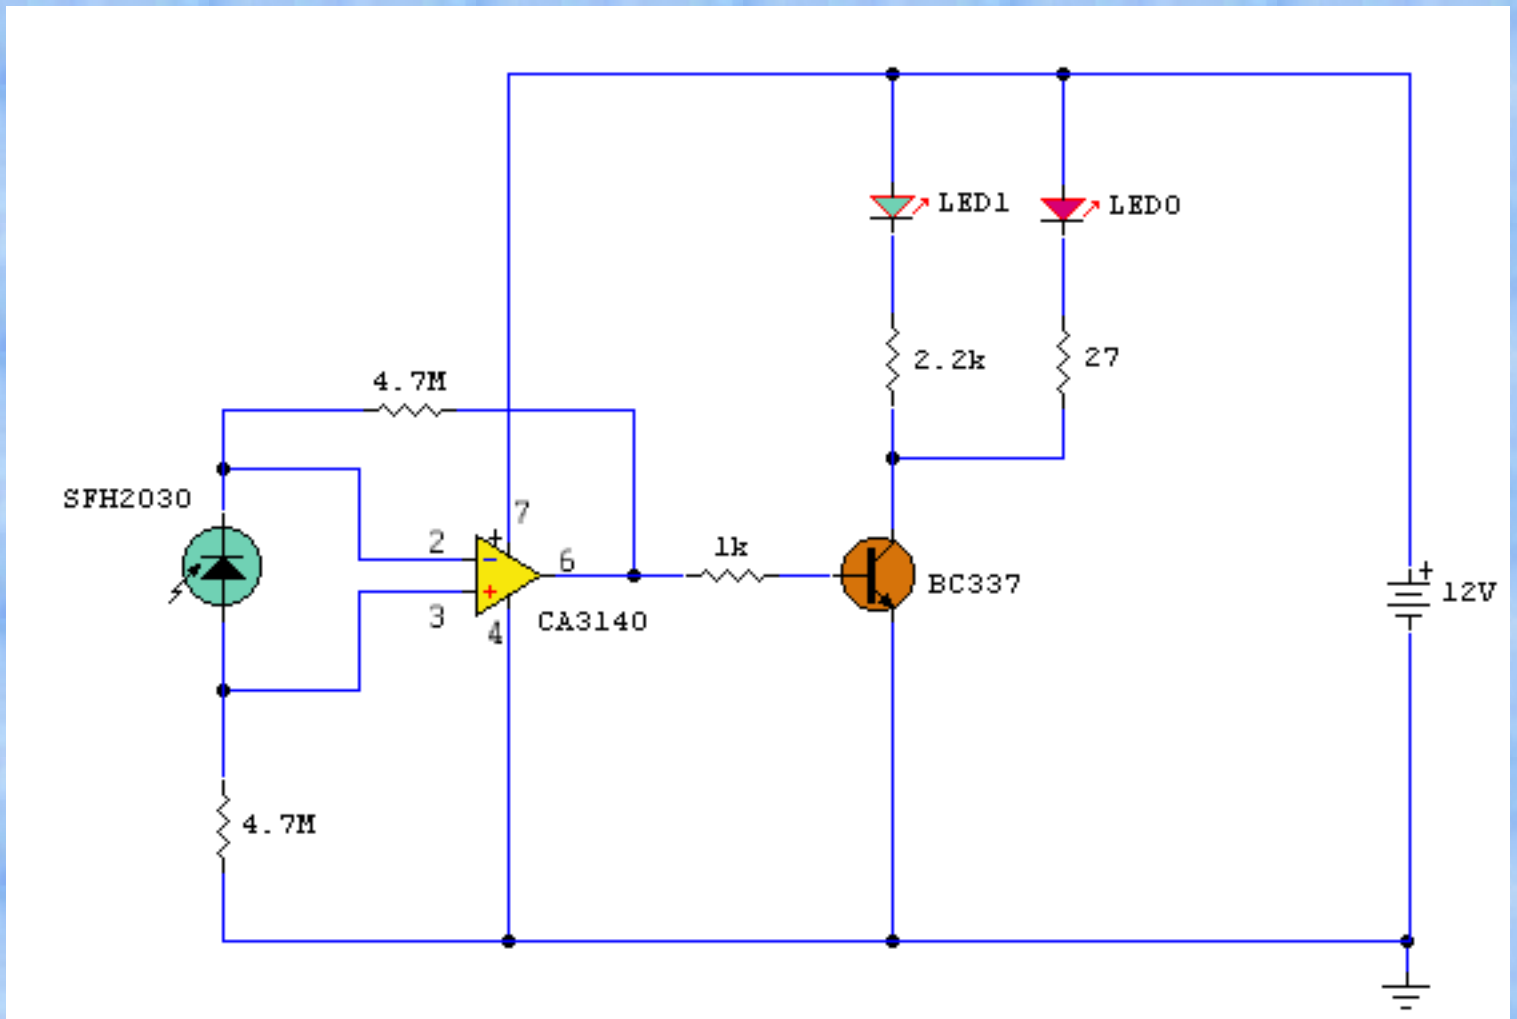 LED1
LED0
2.2k
27
4.7M
SFH2030
7
2
+
-
6
1k
+
3
4
CA3140
BC337
+
12V
4.7M